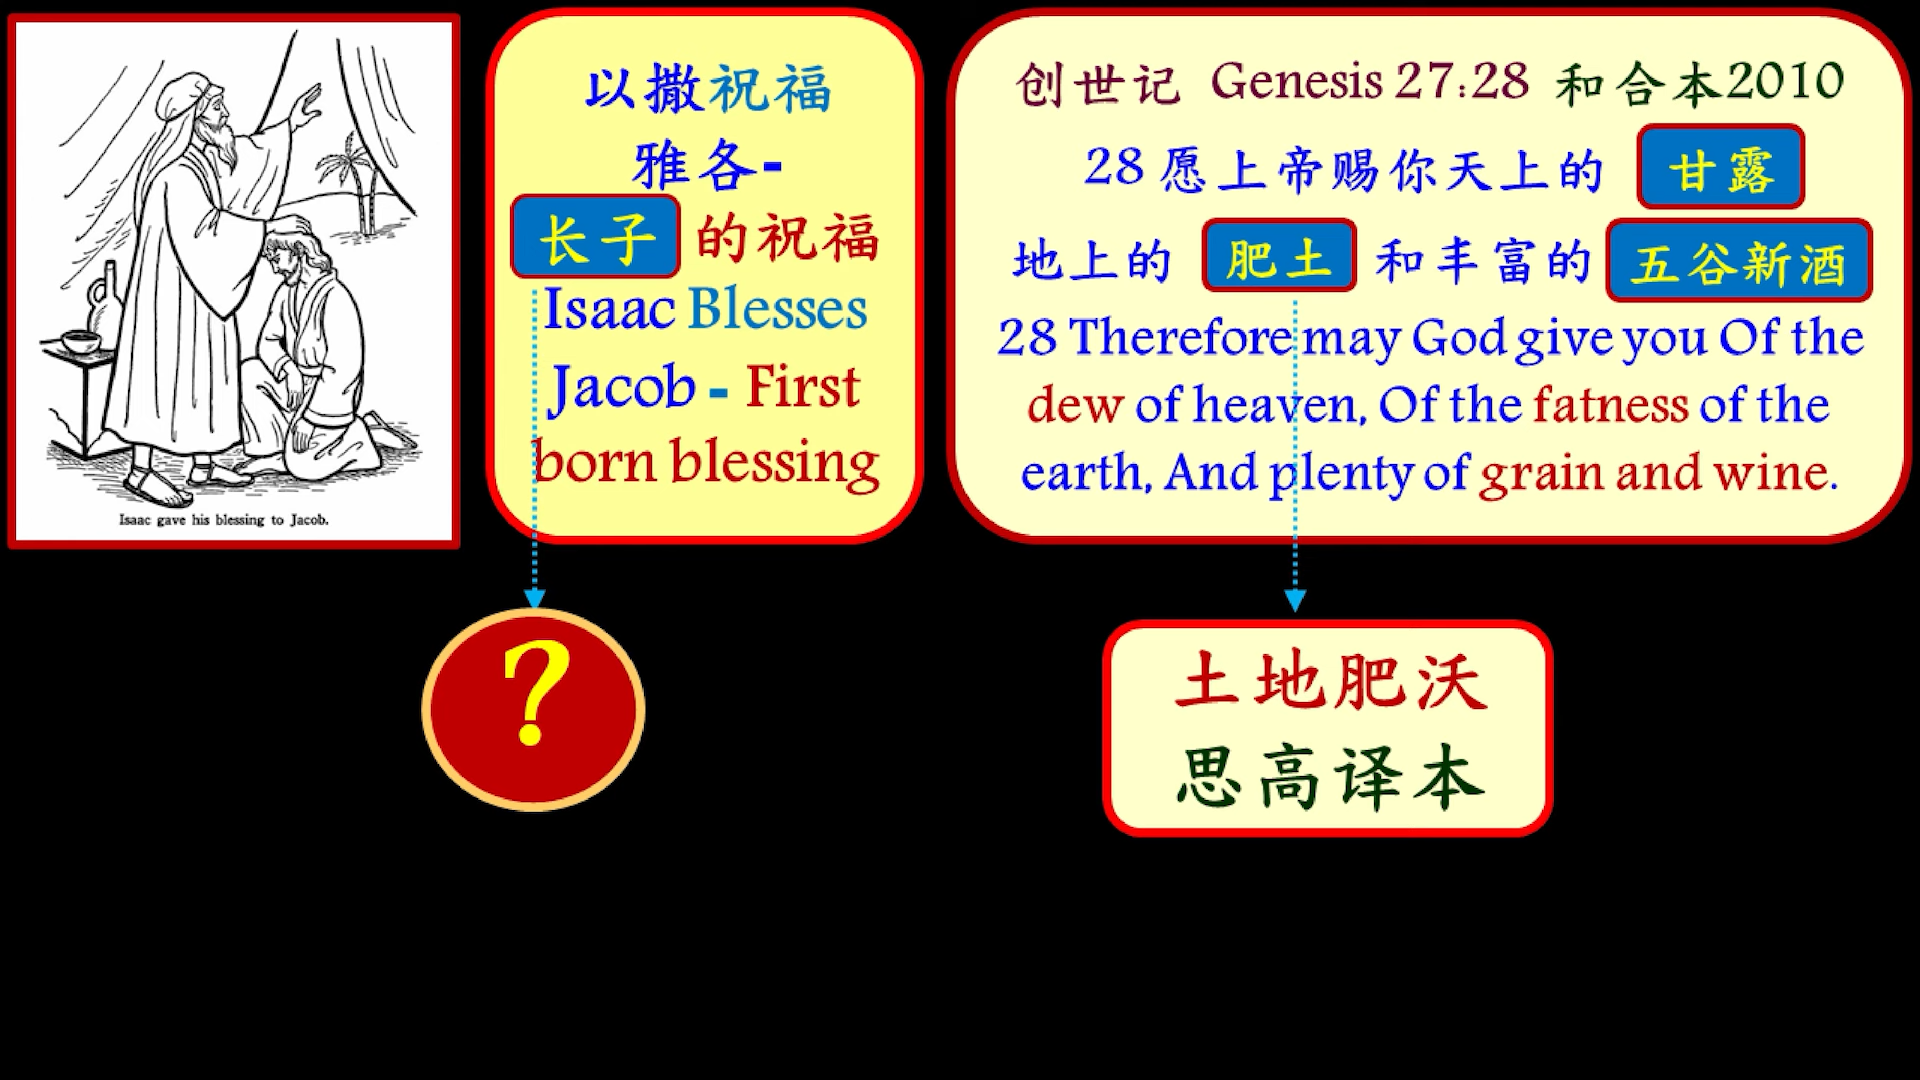 Isaac gave his blessing to Jacob.
以撒祝福
雅各-
长子 的祝福
Isaac Blesses
Jacob - First
born blessing
创世记 Genesis 27:28 和合本2010
28 愿上帝赐你天上的 甘露
地上的 肥土 和丰富的 五谷新酒
28 Therefore may God give you Of the
dew of heaven, Of the fatness of the
earth, And plenty of grain and wine.
?
土地肥沃
思高译本